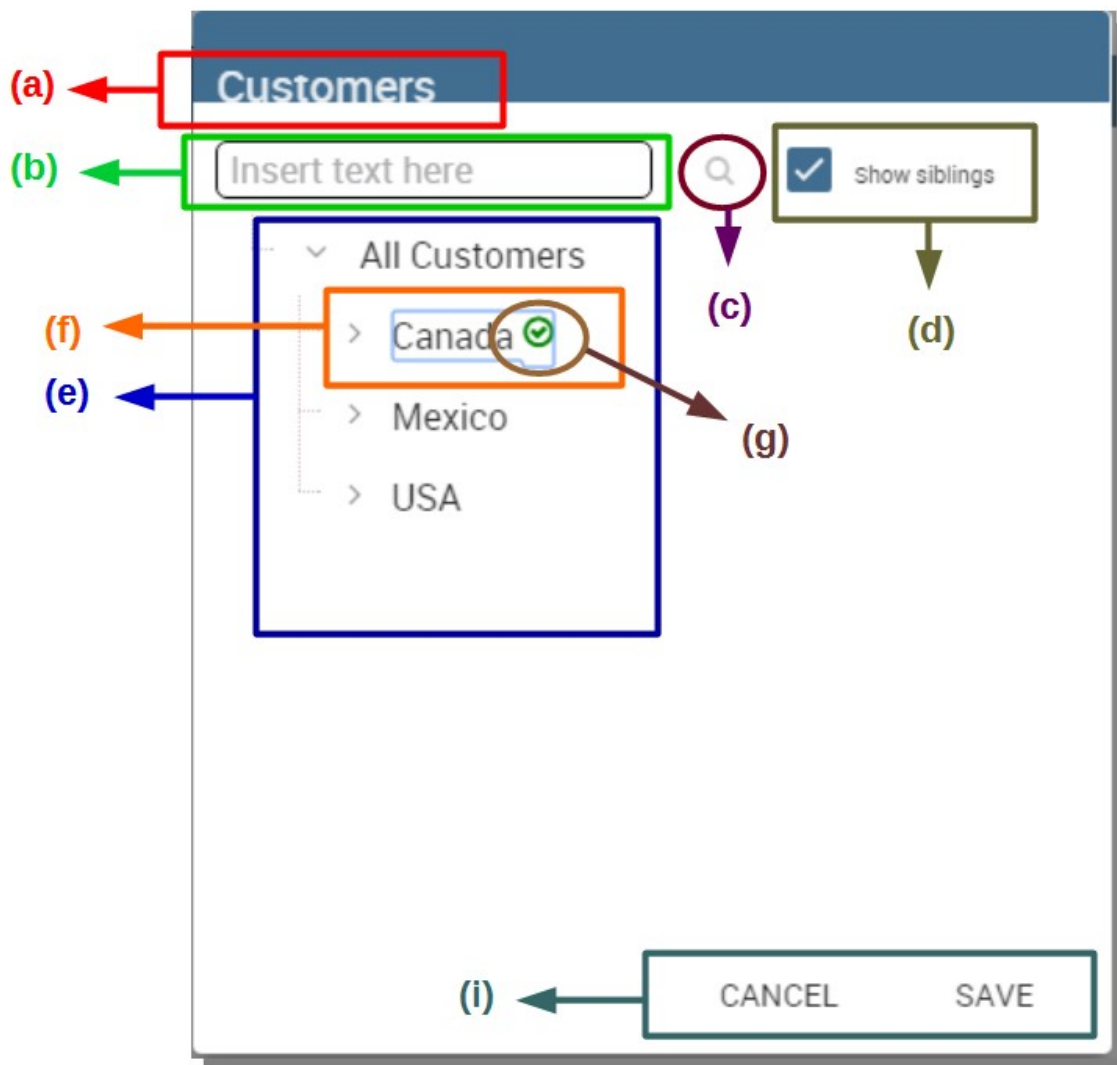 (a) Customers
(b) Insert text here Show siblings
All Customers
(c)
(d)
(f) Canada
(e)
Mexico
(g)
USA
(i) CANCEL SAVE